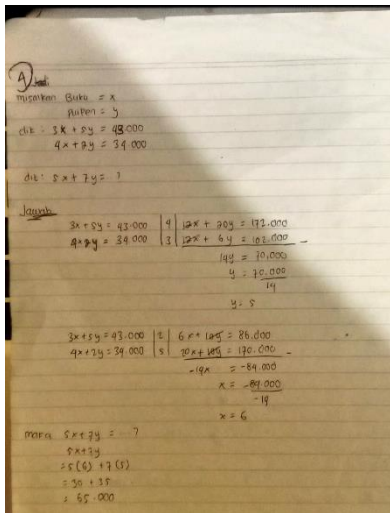 4
misalkan Buku = x
Pulpen = y
dik : 3x + 5y = 43.000
4x + 2y = 34.000
dit : 5x + 7y = ?
Jawab
3x + 5y = 43.000 | 4 | 12x + 20y = 172.000
4x + 2y = 34.000 | 3 | 12x + 6y = 102.000 -
14y = 70.000
y = 70.000
14
y = 5
3x + 5y = 43.000 | 2 | 6x + 10y = 86.000
4x + 2y = 34.000 | 5 | 20x + 10y = 170.000 -
-14x = -84.000
x = -84.000
-14
x = 6
maka 5x + 7y = ...?
5x + 7y
= 5(6) + 7(5)
= 30 + 35
= 65.000